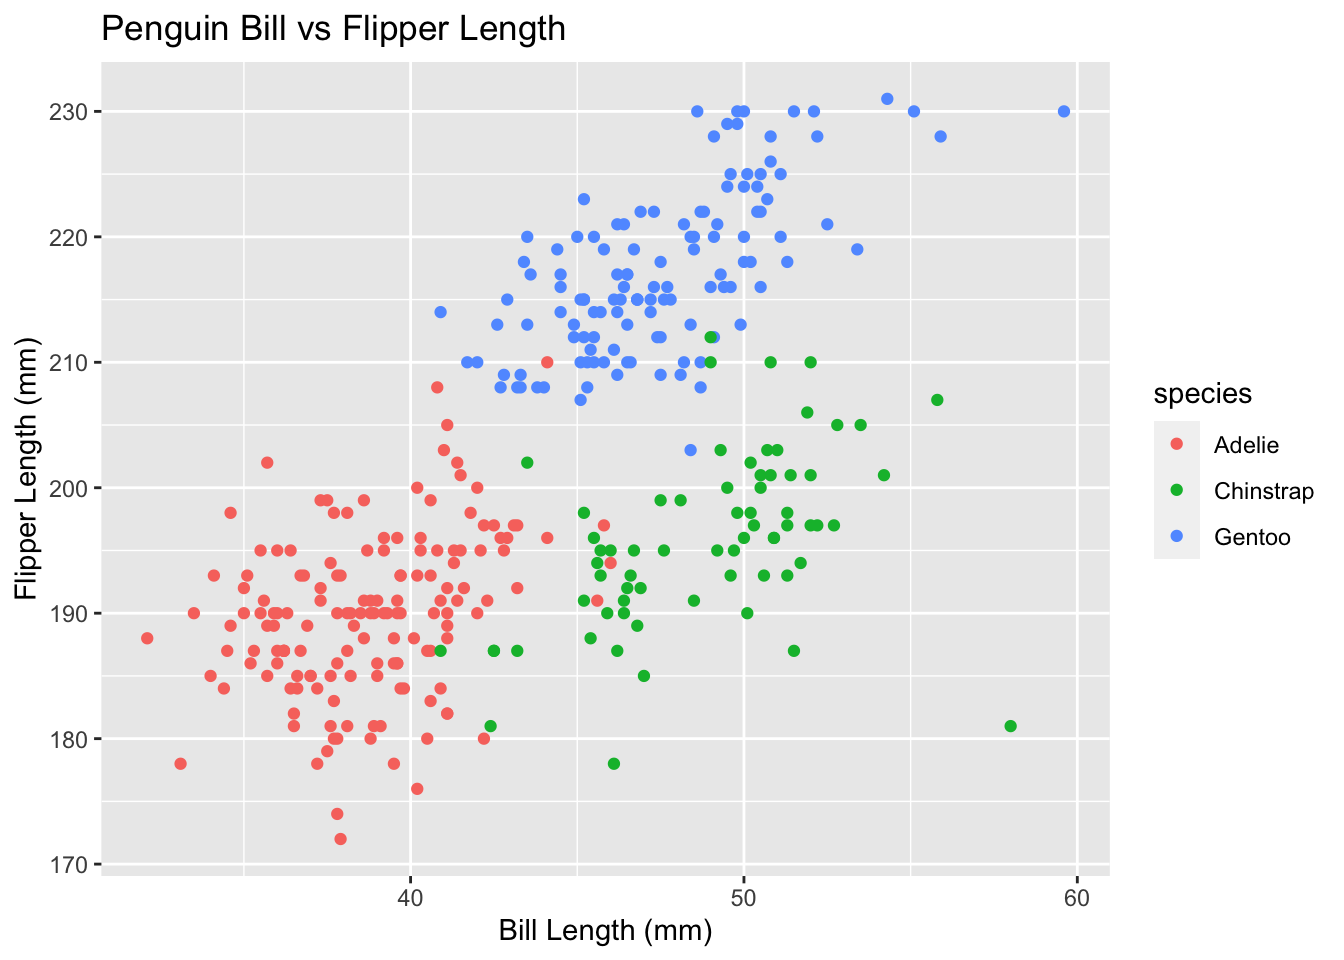 Penguin Bill vs Flipper Length
Flipper Length (mm)
230
220
210
200
190
180
170
40
50
60
Bill Length (mm)
species
Adelie
Chinstrap
Gentoo